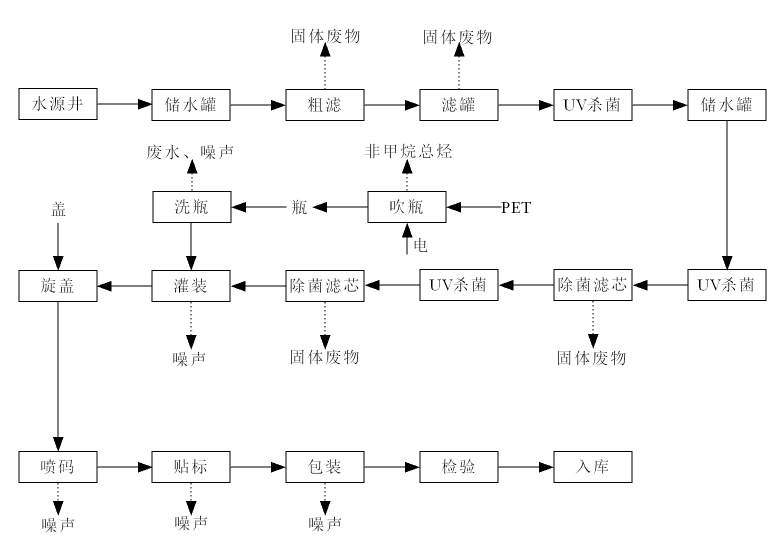 固体废物
固体废物
水源井
储水罐
粗滤
滤罐
UV杀菌
储水罐
废水、噪声
非甲烷总烃
盖
洗瓶
瓶
吹瓶
PET
电
旋盖
灌装
除菌滤芯
UV杀菌
除菌滤芯
UV杀菌
噪声
固体废物
固体废物
喷码
贴标
包装
检验
入库
噪声
噪声
噪声